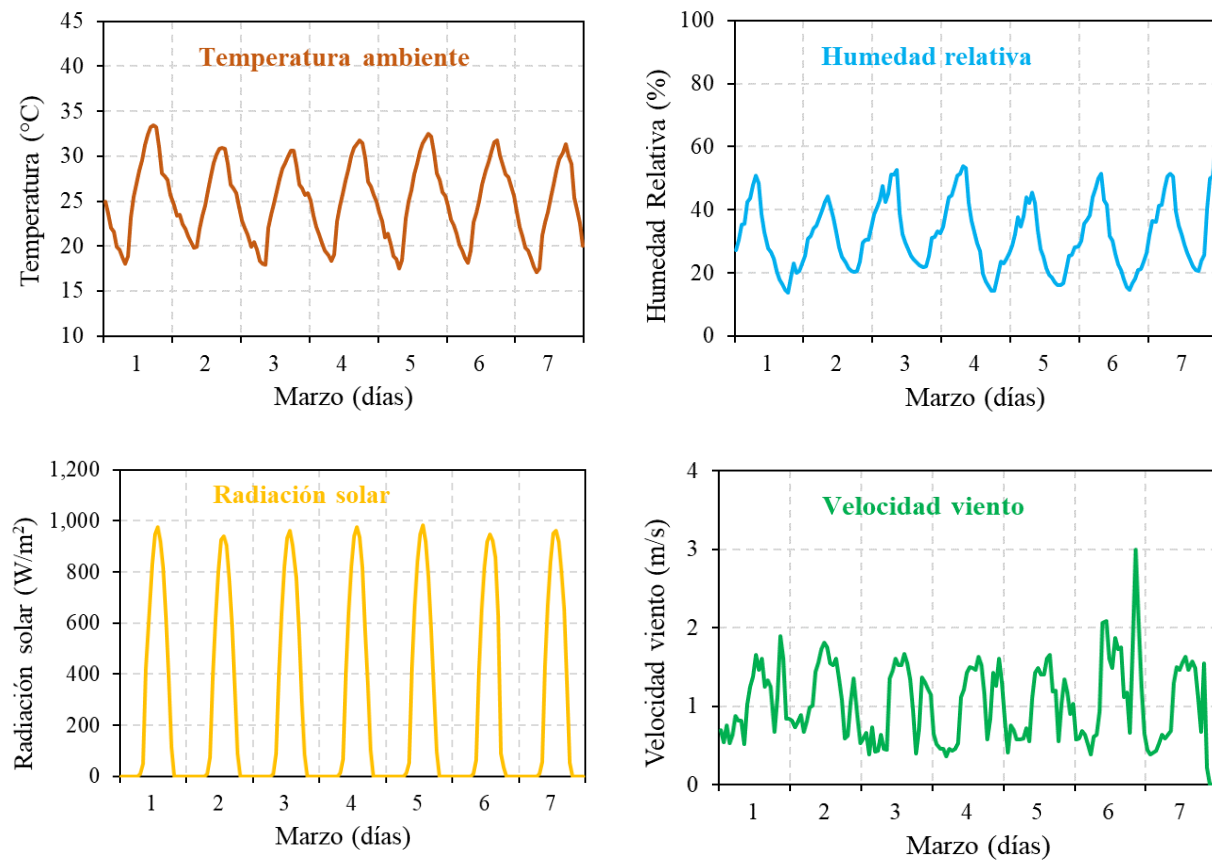 Temperatura ambiente
Temperatura (°C)
45
40
35
30
25
20
15
10
1 2 3 4 5 6 7
Marzo (días)
Humedad relativa
Humedad Relativa (%)
100
80
60
40
20
0
1 2 3 4 5 6 7
Marzo (días)
Radiación solar
Radiación solar (W/m²)
1,200
1,000
800
600
400
200
0
1 2 3 4 5 6 7
Marzo (días)
Velocidad viento
Velocidad viento (m/s)
4
3
2
1
0
1 2 3 4 5 6 7
Marzo (días)